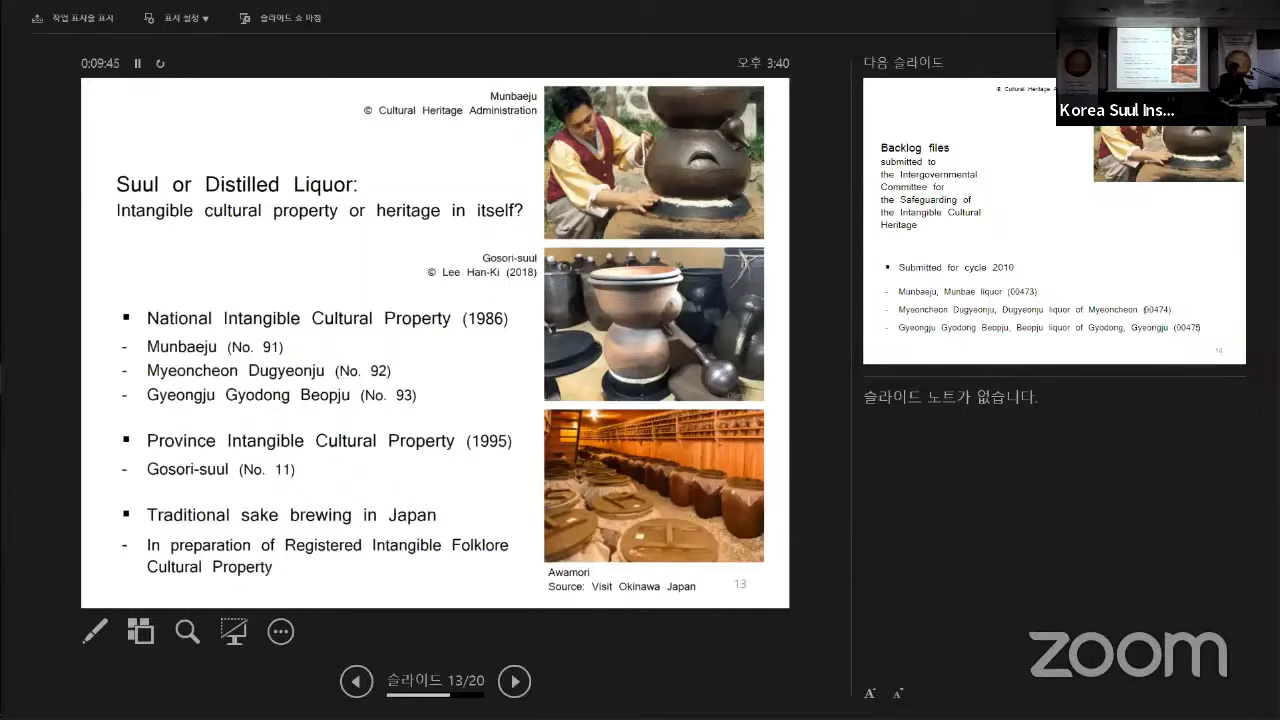 작업 표시줄 표시
표시 설정 ▼
슬라이드 쇼 마침
0:09:45
오후 3:40
Munbaeju
© Cultural Heritage Administration
Suul or Distilled Liquor:
Intangible cultural property or heritage in itself?
Gosori-suul
© Lee Han-Ki (2018)
▪ National Intangible Cultural Property (1986)
- Munbaeju (No. 91)
- Myeoncheon Dugyeonju (No. 92)
- Gyeongju Gyodong Beopju (No. 93)
▪ Province Intangible Cultural Property (1995)
- Gosori-suul (No. 11)
▪ Traditional sake brewing in Japan
- In preparation of Registered Intangible Folklore
Cultural Property
Awamori
Source: Visit Okinawa Japan
13
슬라이드 13/20
슬라이드
© Cultural Heritage
Korea Suul Ins...
Backlog files
submitted to
the Intergovernmental
Committee for
the Safeguarding of
the Intangible Cultural
Heritage
▪ Submitted for cycle 2010
- Munbaeju, Munbae liquor (00473):
- Myeoncheon Dugyeonju, Dugyeonju liquor of Myeoncheon (00474)
- Gyeongju Gyodong Beopju, Beopju liquor of Gyodong, Gyeongju (00475)
14
슬라이드 노트가 없습니다.
A A
zoom